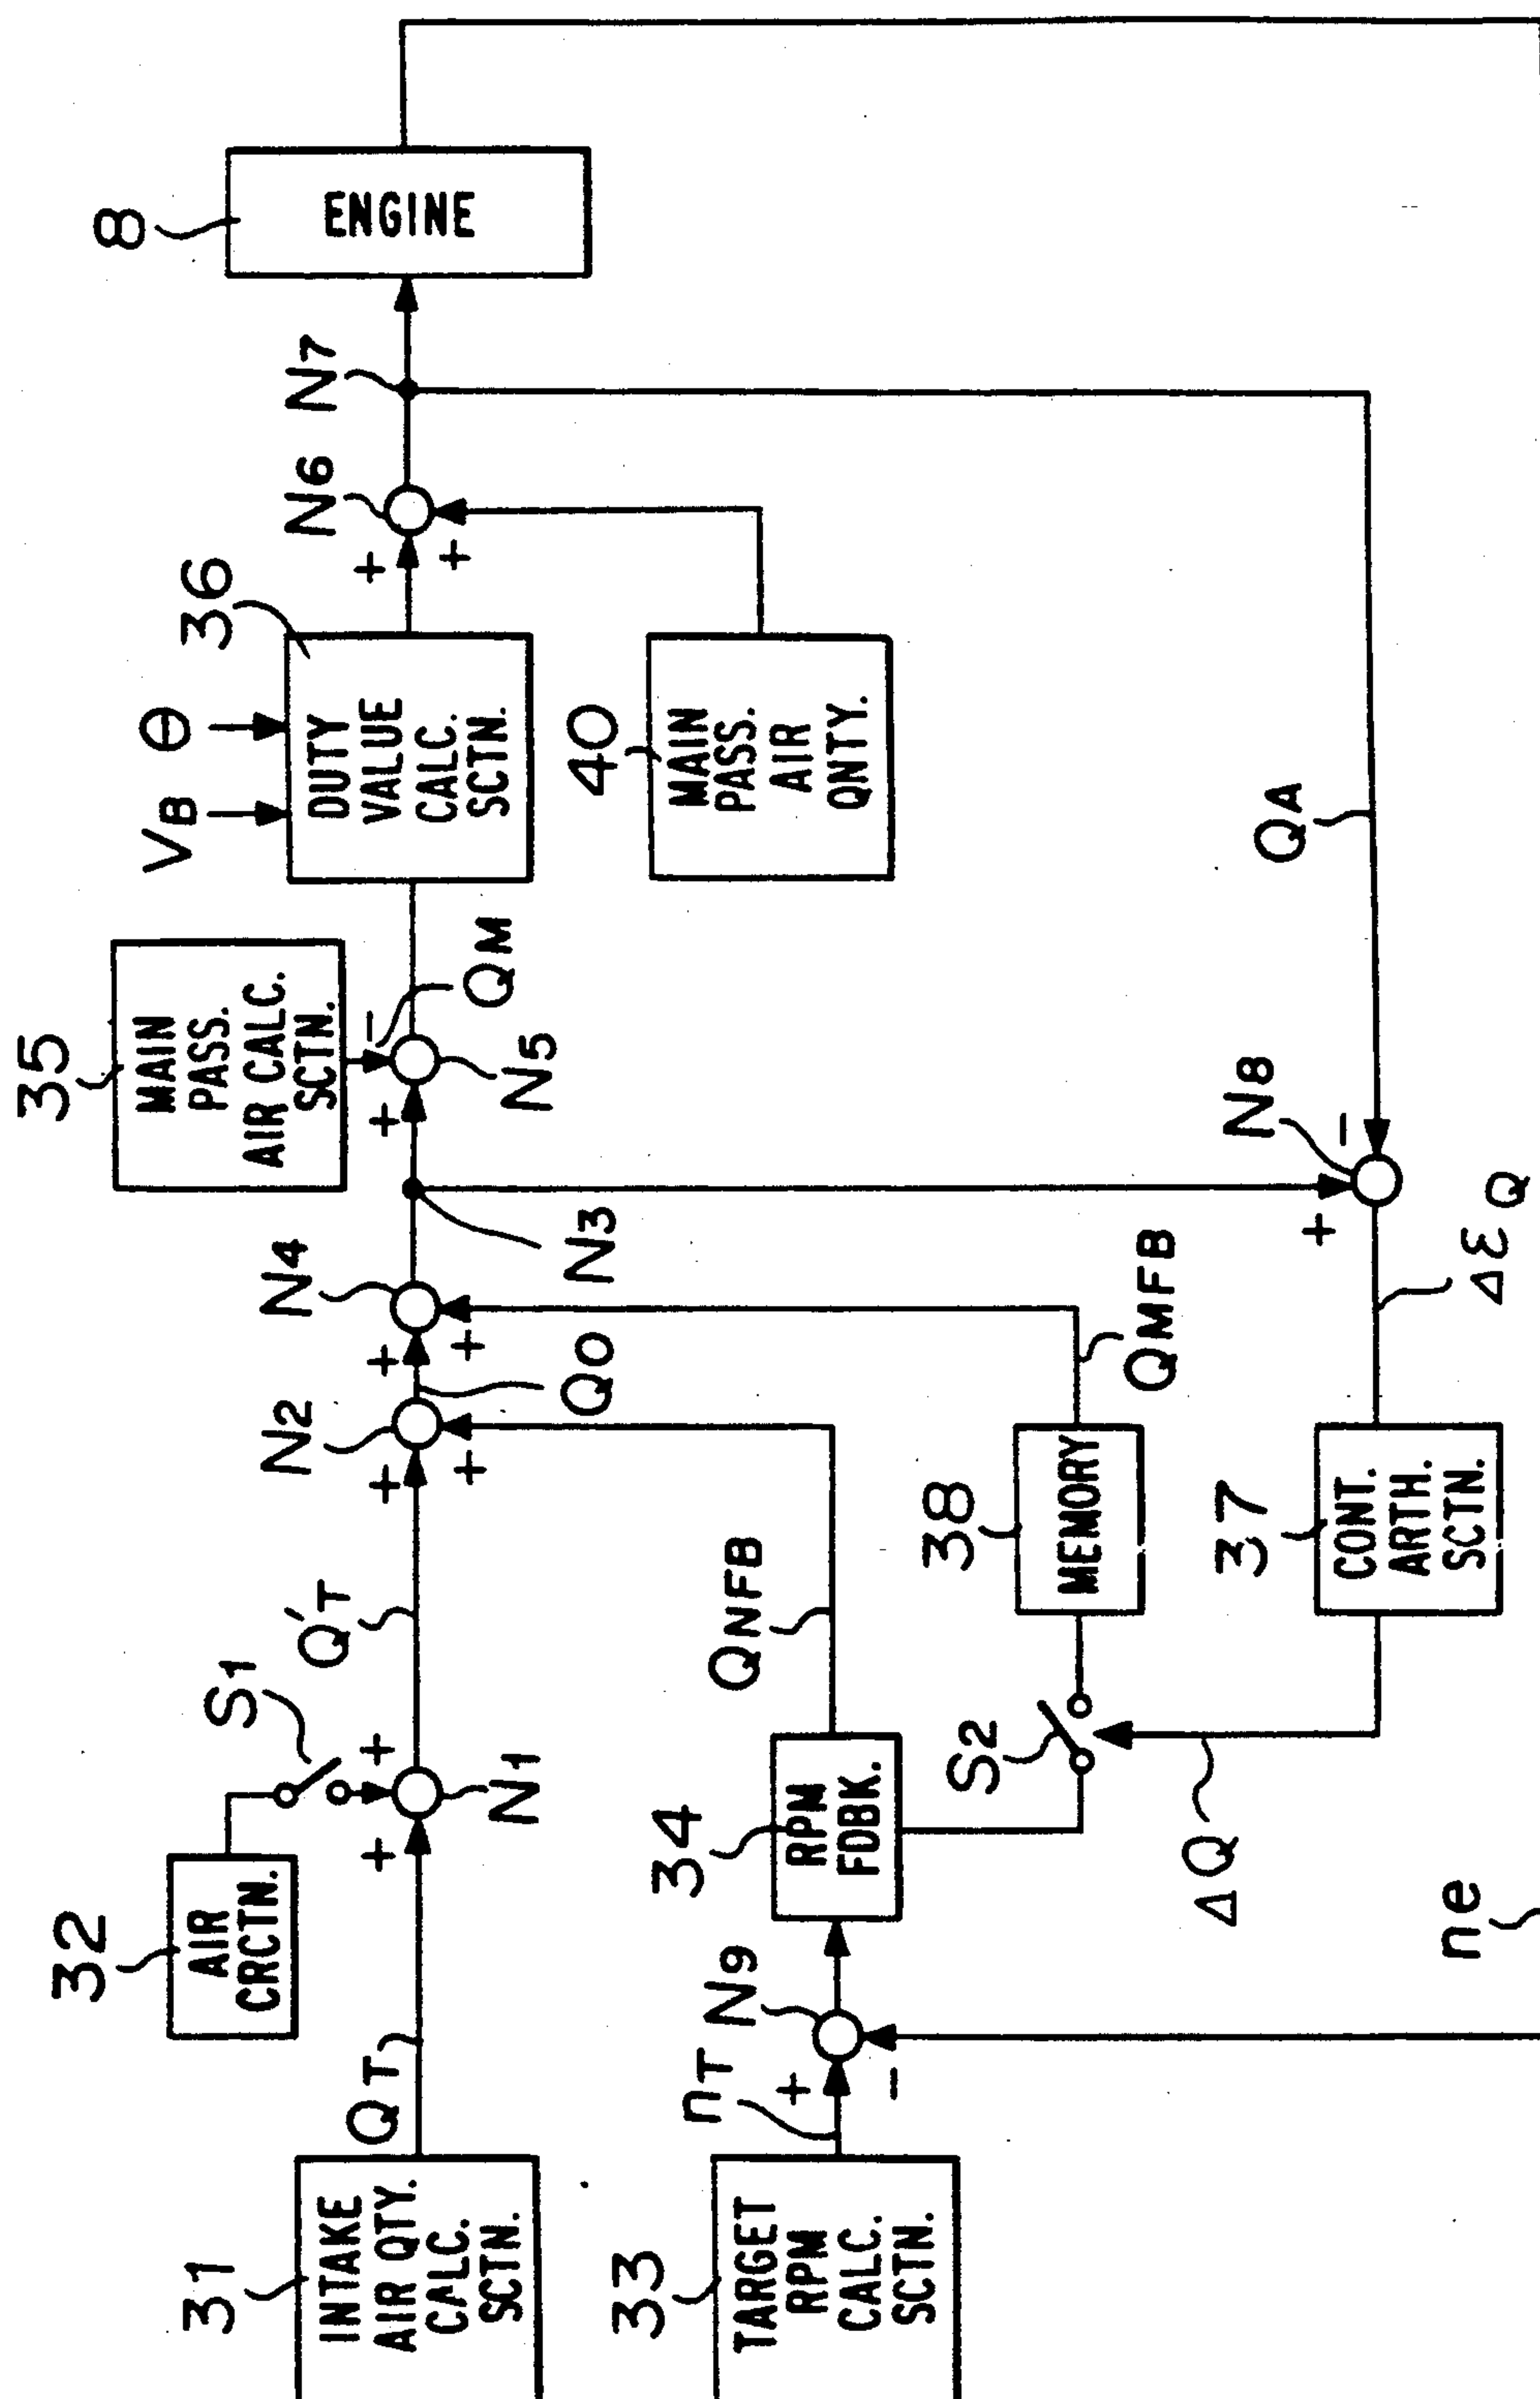 31
INTAKE
AIR QTY.
CALC.
SCTN.
QT
32
AIR
CRCTN.
S1
N1
Q'T
N2
QO
N4
N3
35
MAIN
PASS.
AIR CALC.
SCTN.
QM
N5
VB
Θ
36
DUTY
VALUE
CALC.
SCTN.
N6
N7
8
ENGINE
40
MAIN
PASS.
AIR
QNTY.
33
TARGET
RPM
CALC.
SCTN.
nT
N9
34
RPM
FDBK.
QNFB
S2
38
MEMORY
QMFB
ΔQ
37
CONT.
ARTH.
SCTN.
ΔεQ
N8
QA
ne
+
+
+
+
+
+
+
−
+
+
+
−
+
−